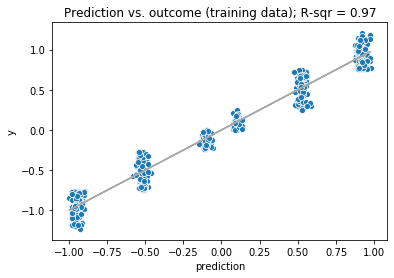 Prediction vs. outcome (training data); R-sqr = 0.97
1.0
0.5
0.0
−0.5
−1.0
y
−1.00 −0.75 −0.50 −0.25 0.00 0.25 0.50 0.75 1.00
prediction